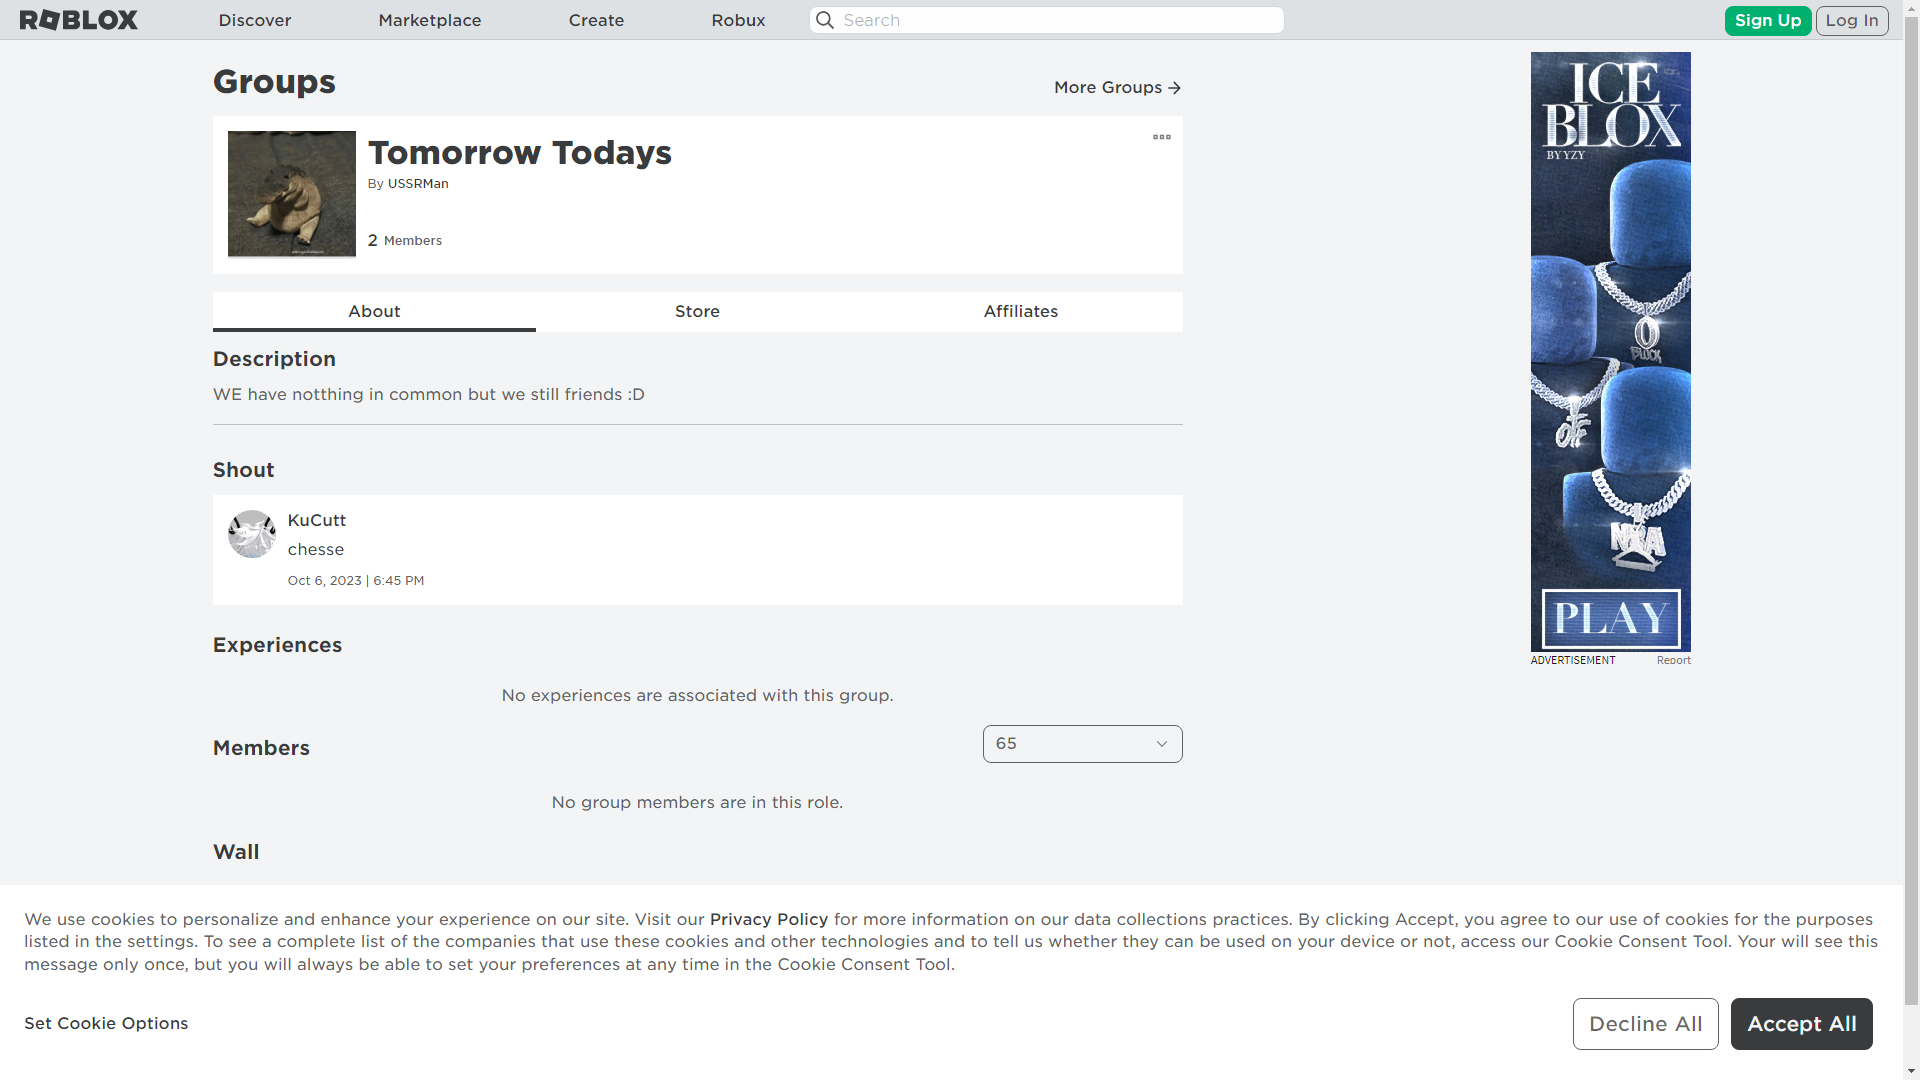 ROBLOX
Discover
Marketplace
Create
Robux
Search
Sign Up
Log In
Groups
More Groups
Tomorrow Todays
By USSRMan
2 Members
About
Store
Affiliates
Description
WE have notthing in common but we still friends :D
Shout
KuCutt
chesse
Oct 6, 2023 | 6:45 PM
Experiences
No experiences are associated with this group.
Members
65
No group members are in this role.
Wall
ICE
BLOX
BY YZY
O
BLOCK
OFF
PLAY
ADVERTISEMENT
Report
We use cookies to personalize and enhance your experience on our site. Visit our Privacy Policy for more information on our data collections practices. By clicking Accept, you agree to our use of cookies for the purposes
listed in the settings. To see a complete list of the companies that use these cookies and other technologies and to tell us whether they can be used on your device or not, access our Cookie Consent Tool. Your will see this
message only once, but you will always be able to set your preferences at any time in the Cookie Consent Tool.
Set Cookie Options
Decline All
Accept All